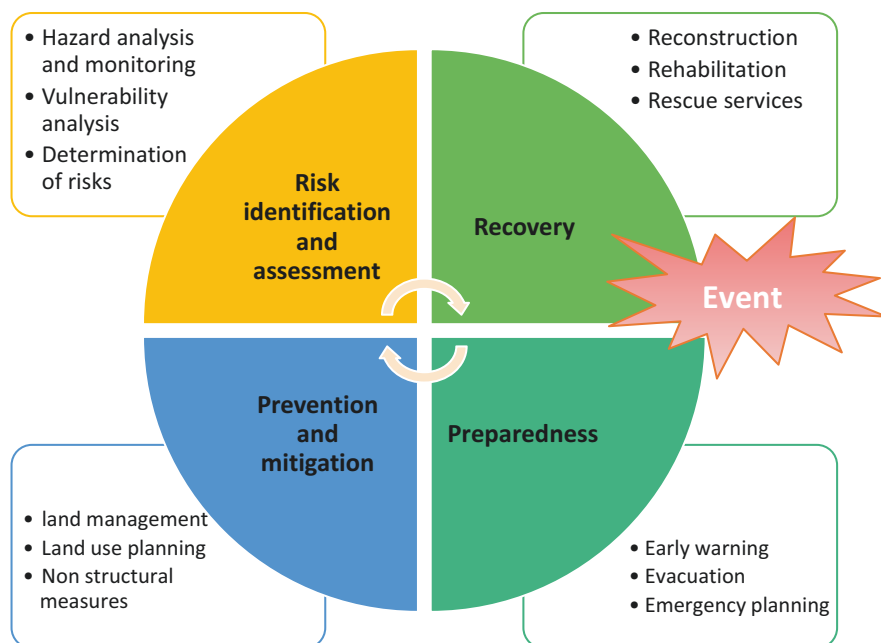 • Hazard analysis
and monitoring
• Vulnerability
analysis
• Determination
of risks
• Reconstruction
• Rehabilitation
• Rescue services
Risk
identification
and
assessment
Recovery
Event
Prevention
and
mitigation
Preparedness
• land management
• Land use planning
• Non structural
measures
• Early warning
• Evacuation
• Emergency planning